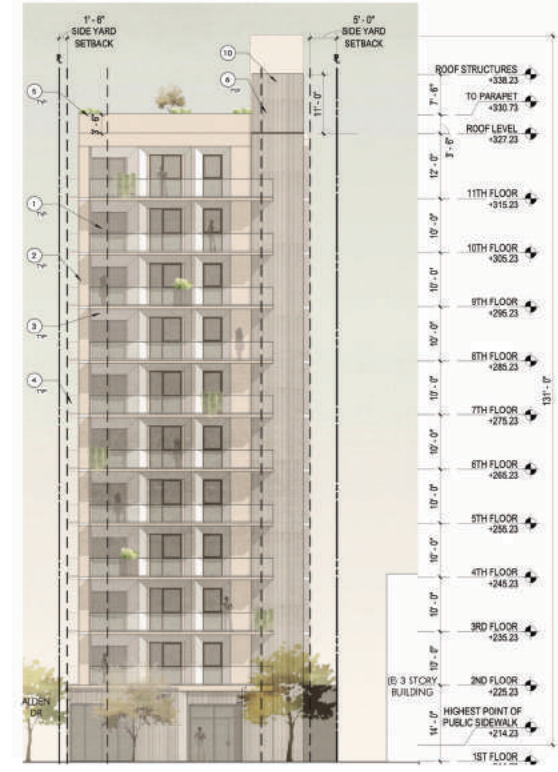 1'- 6"
SIDE YARD
SETBACK
5'- 0"
SIDE YARD
SETBACK
10
6
5
3'- 6"
11'- 0"
1
2
3
4
ALDEN
DR
(E) 3 STORY
BUILDING
ROOF STRUCTURES
+338.23
7'- 6"
TO PARAPET
+330.73
ROOF LEVEL
+327.23
3'- 6"
12'- 0"
11TH FLOOR
+315.23
10'- 0"
10TH FLOOR
+305.23
10'- 0"
9TH FLOOR
+295.23
10'- 0"
8TH FLOOR
+285.23
10'- 0"
7TH FLOOR
+275.23
10'- 0"
6TH FLOOR
+265.23
10'- 0"
5TH FLOOR
+255.23
10'- 0"
4TH FLOOR
+245.23
10'- 0"
3RD FLOOR
+235.23
10'- 0"
2ND FLOOR
+225.23
14'- 0"
HIGHEST POINT OF
PUBLIC SIDEWALK
+214.23
1ST FLOOR
131'- 0"